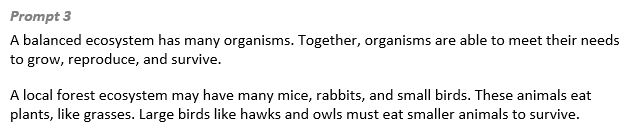 Prompt 3
A balanced ecosystem has many organisms. Together, organisms are able to meet their needs
to grow, reproduce, and survive.
A local forest ecosystem may have many mice, rabbits, and small birds. These animals eat
plants, like grasses. Large birds like hawks and owls must eat smaller animals to survive.